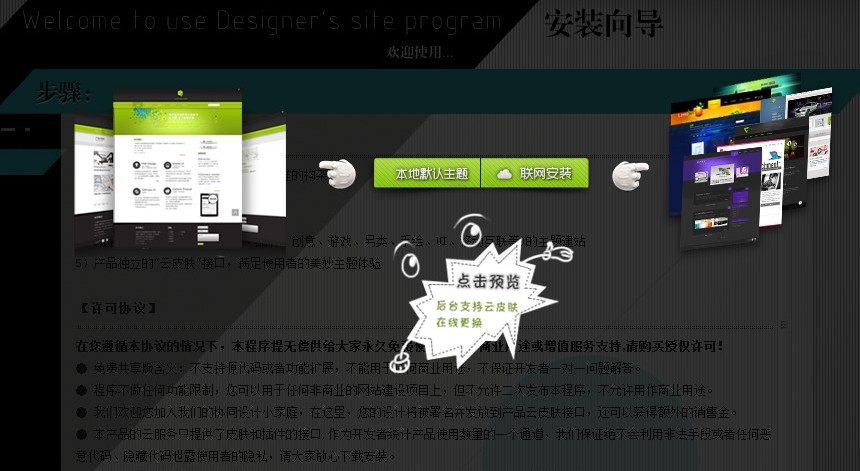 Welcome to use Designer's site program
安装向导
欢迎使用...
步骤：
本地默认主题
联网安装
创意、游戏、另类、手绘、
的主题建站
5）产品独立的“云皮肤”接口，满足使用者的美妙主题体验
点击预览
后台支持云皮肤
在线更换
【许可协议】
在您遵循本协议的情况下，本程序提无偿供给大家永久免 途或增值服务支持,请购买授权许可！
● 免费共享版含义：不支持源代码或者功能扩展，不能用于 何商业用途，不保证开发者一对一问题解答。
● 程序不做任何功能限制，您可以用于任何非商业的网站建设项目上，但不允许二次发布本程序，不允许用作商业用途。
● 我们欢迎您加入我们的协同设计小家庭，在这里，您的设计将被署名并发放到产品云皮肤接口，还可以获得额外的销售金。
● 本产品的云服务只提供了皮肤和插件的接口,作为开发者统计产品使用数量的一个通道，我们保证绝不会利用非法手段或者任何恶
意代码、隐藏代码泄露使用者的隐私，请大家放心下载安装。